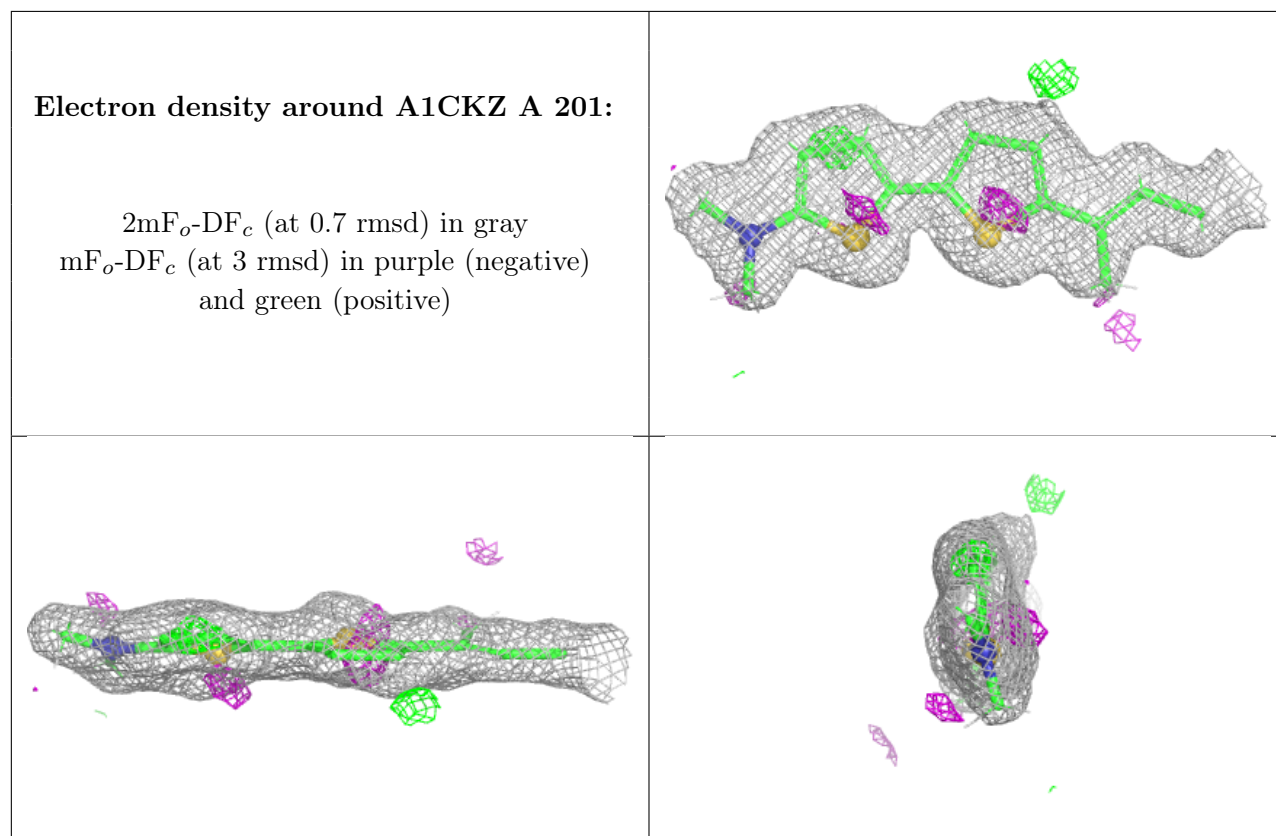 Electron density around A1CKZ A 201:
2mFo-DFc (at 0.7 rmsd) in gray
mFo-DFc (at 3 rmsd) in purple (negative)
and green (positive)